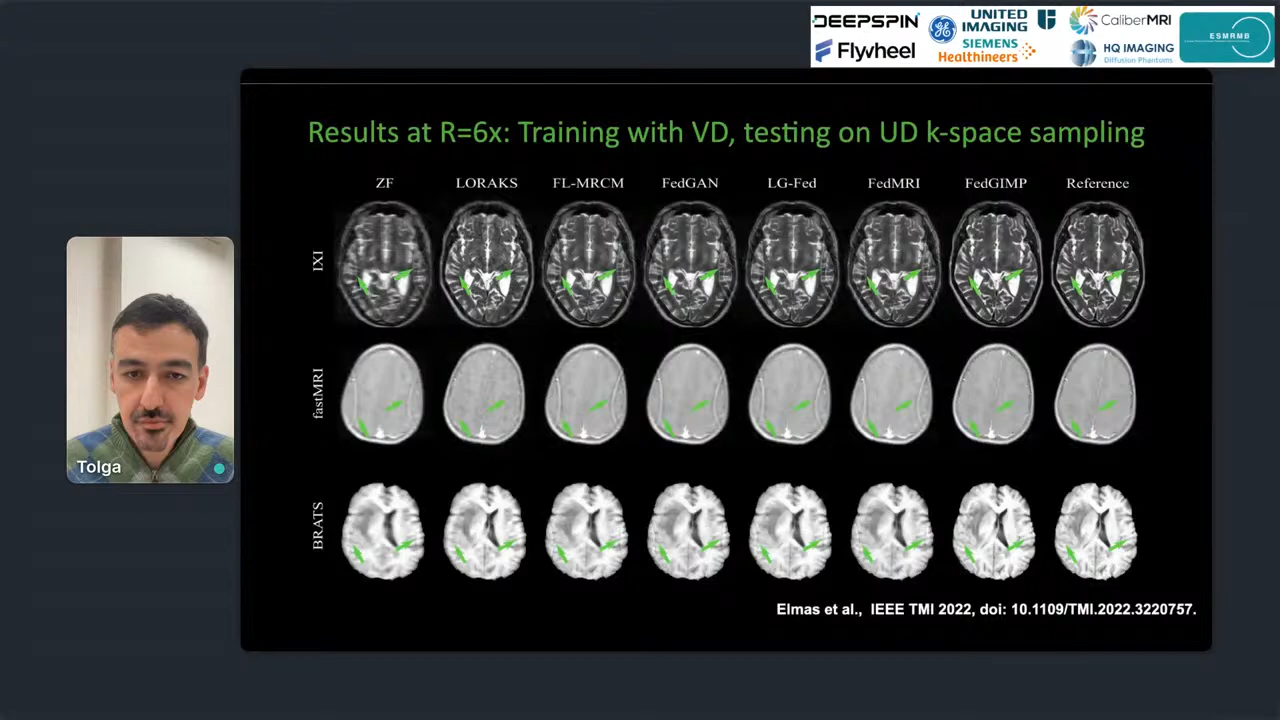 DEEPSPIN
UNITED
IMAGING
CaliberMRI
ESMRMB
Flywheel
SIEMENS
Healthineers
HQ IMAGING
Diffusion Phantoms
Results at R=6x: Training with VD, testing on UD k-space sampling
ZF LORAKS FL-MRCM FedGAN LG-Fed FedMRI FedGIMP Reference
IXI
fastMRI
BRATS
Tolga
Elmas et al., IEEE TMI 2022, doi: 10.1109/TMI.2022.3220757.